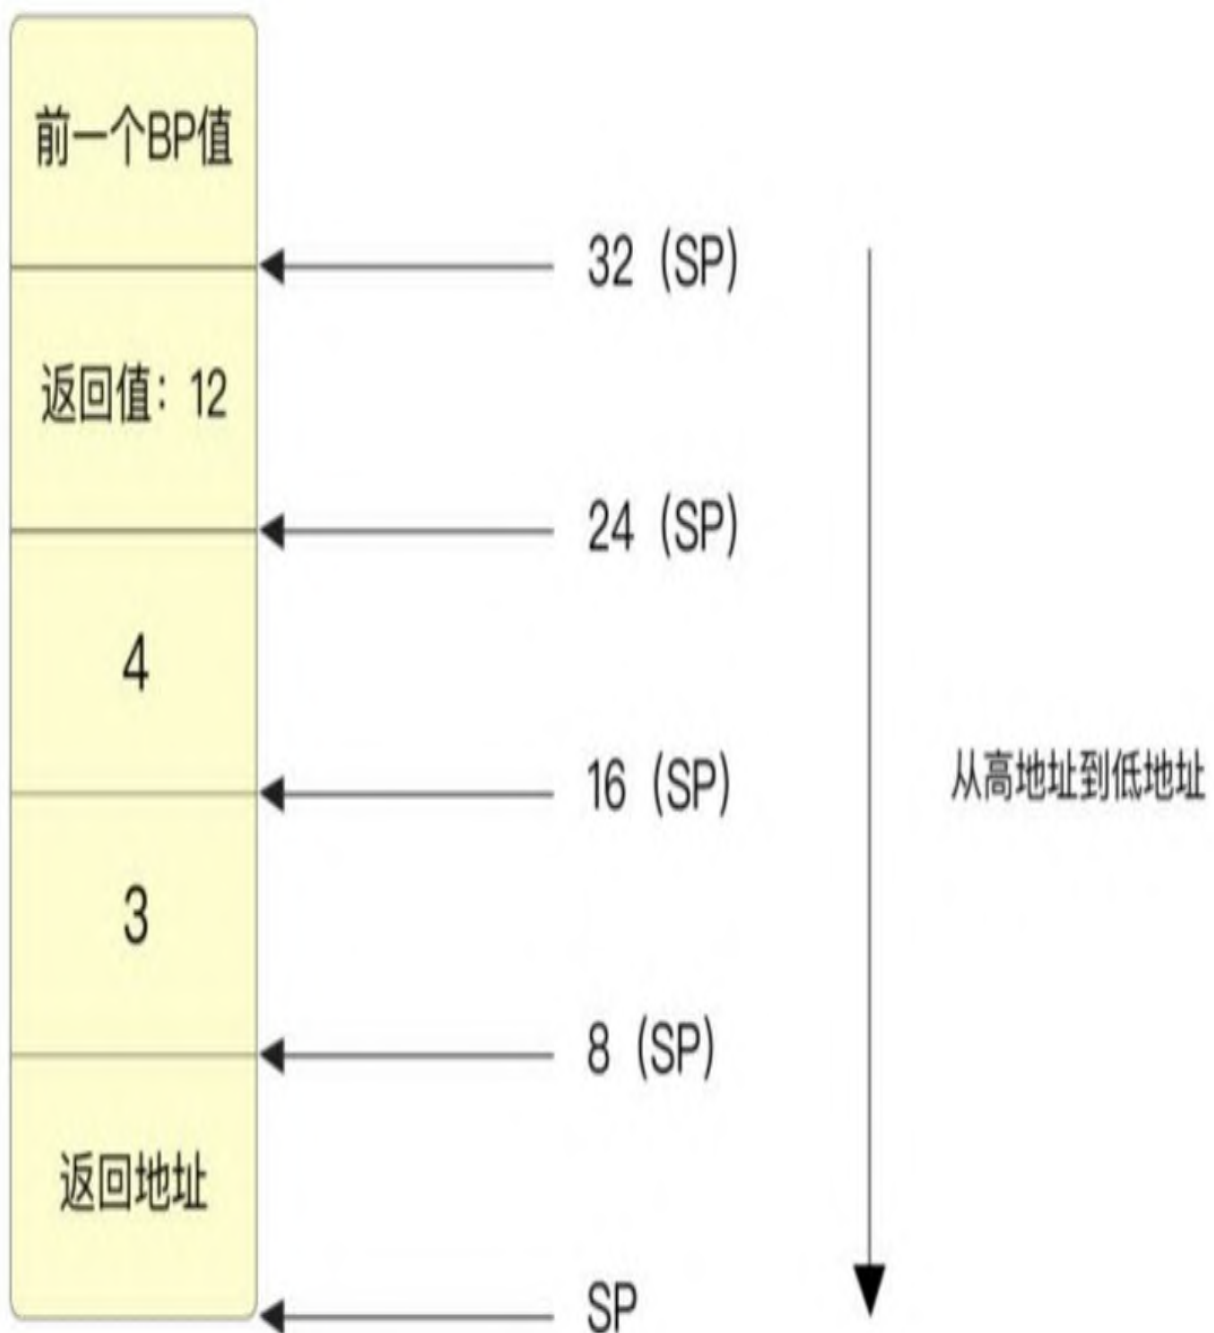 前一个BP值
32 (SP)
返回值：12
24 (SP)
4
16 (SP)
从高地址到低地址
3
8 (SP)
返回地址
SP